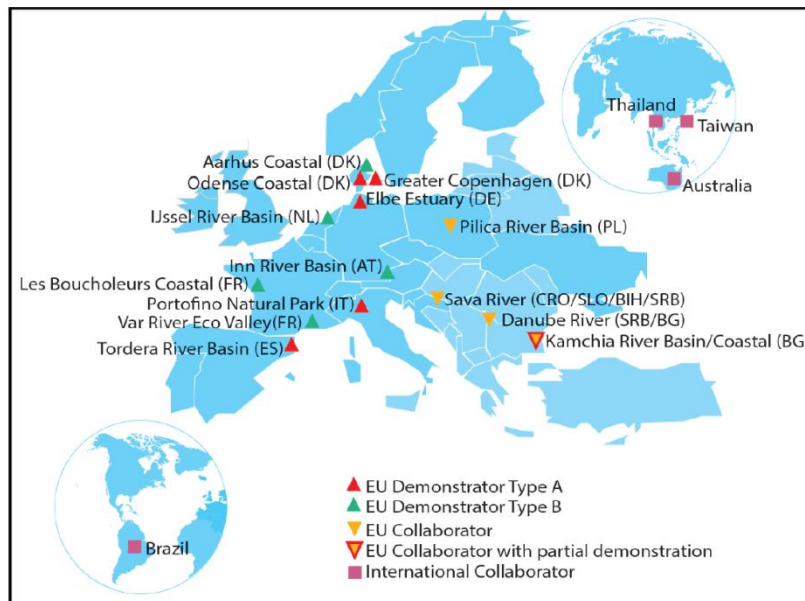 Thailand
Taiwan
Australia
Aarhus Coastal (DK)
Odense Coastal (DK)
Greater Copenhagen (DK)
Elbe Estuary (DE)
IJssel River Basin (NL)
Pilica River Basin (PL)
Inn River Basin (AT)
Les Boucholeurs Coastal (FR)
Portofino Natural Park (IT)
Sava River (CRO/SLO/BIH/SRB)
Var River Eco Valley(FR)
Danube River (SRB/BG)
Tordera River Basin (ES)
Kamchia River Basin/Coastal (BG
EU Demonstrator Type A
EU Demonstrator Type B
EU Collaborator
EU Collaborator with partial demonstration
International Collaborator
Brazil